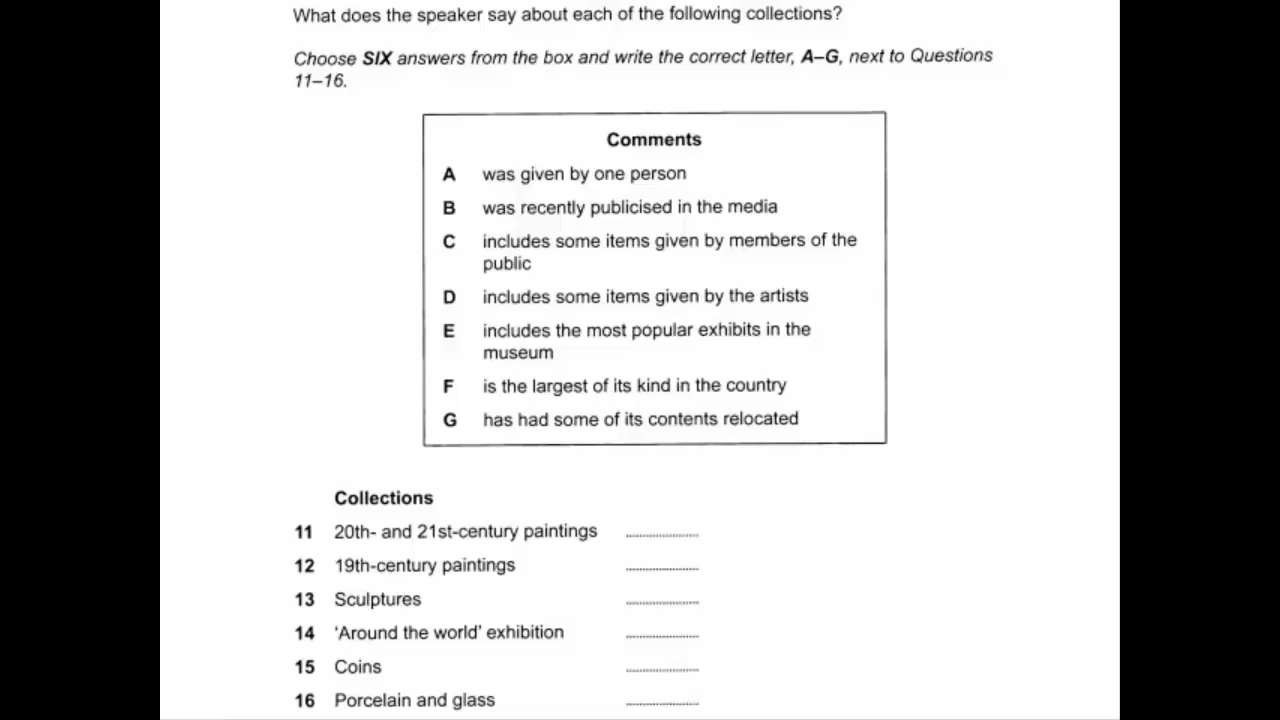 What does the speaker say about each of the following collections?
Choose SIX answers from the box and write the correct letter, A–G, next to Questions
11–16.
Comments
A was given by one person
B was recently publicised in the media
C includes some items given by members of the
public
D includes some items given by the artists
E includes the most popular exhibits in the
museum
F is the largest of its kind in the country
G has had some of its contents relocated
Collections
11 20th- and 21st-century paintings ....................
12 19th-century paintings ....................
13 Sculptures ....................
14 'Around the world' exhibition ....................
15 Coins ....................
16 Porcelain and glass ....................